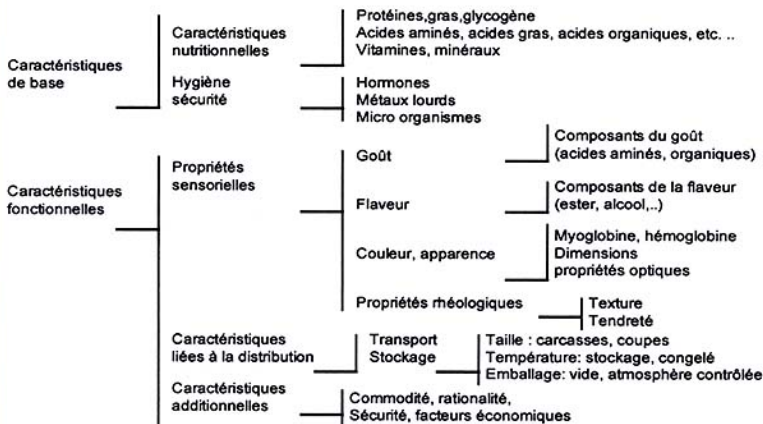 Caractéristiques
de base
Caractéristiques
nutritionnelles
Protéines,gras,glycogène
Acides aminés, acides gras, acides organiques, etc. ..
Vitamines, minéraux
Hygiène
sécurité
Hormones
Métaux lourds
Micro organismes
Caractéristiques
fonctionnelles
Propriétés
sensorielles
Goût
Composants du goût
(acides aminés, organiques)
Flaveur
Composants de la flaveur
(ester, alcool,..)
Couleur, apparence
Myoglobine, hémoglobine
Dimensions
propriétés optiques
Propriétés rhéologiques
Texture
Tendreté
Caractéristiques
liées à la distribution
Transport
Stockage
Taille : carcasses, coupes
Température: stockage, congelé
Emballage: vide, atmosphère contrôlée
Caractéristiques
additionnelles
Commodité, rationalité,
Sécurité, facteurs économiques